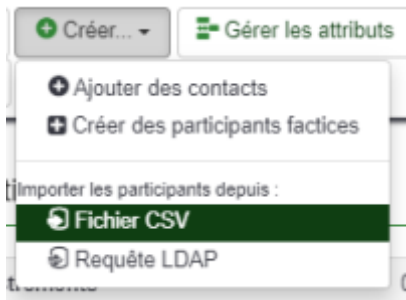 Créer...
Gérer les attributs
Ajouter des contacts
Créer des participants factices
Importer les participants depuis :
Fichier CSV
Requête LDAP